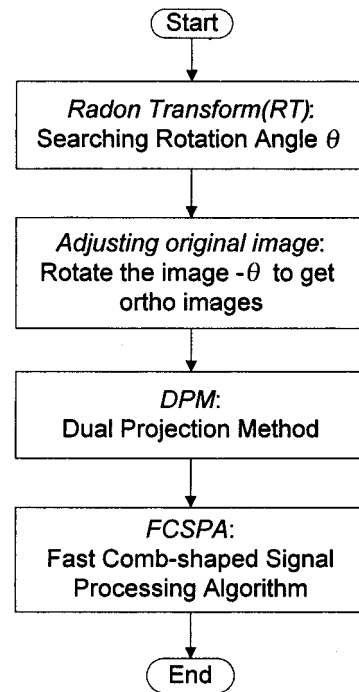 Start
Radon Transform(RT):
Searching Rotation Angle θ
Adjusting original image:
Rotate the image -θ to get
ortho images
DPM:
Dual Projection Method
FCSPA:
Fast Comb-shaped Signal
Processing Algorithm
End